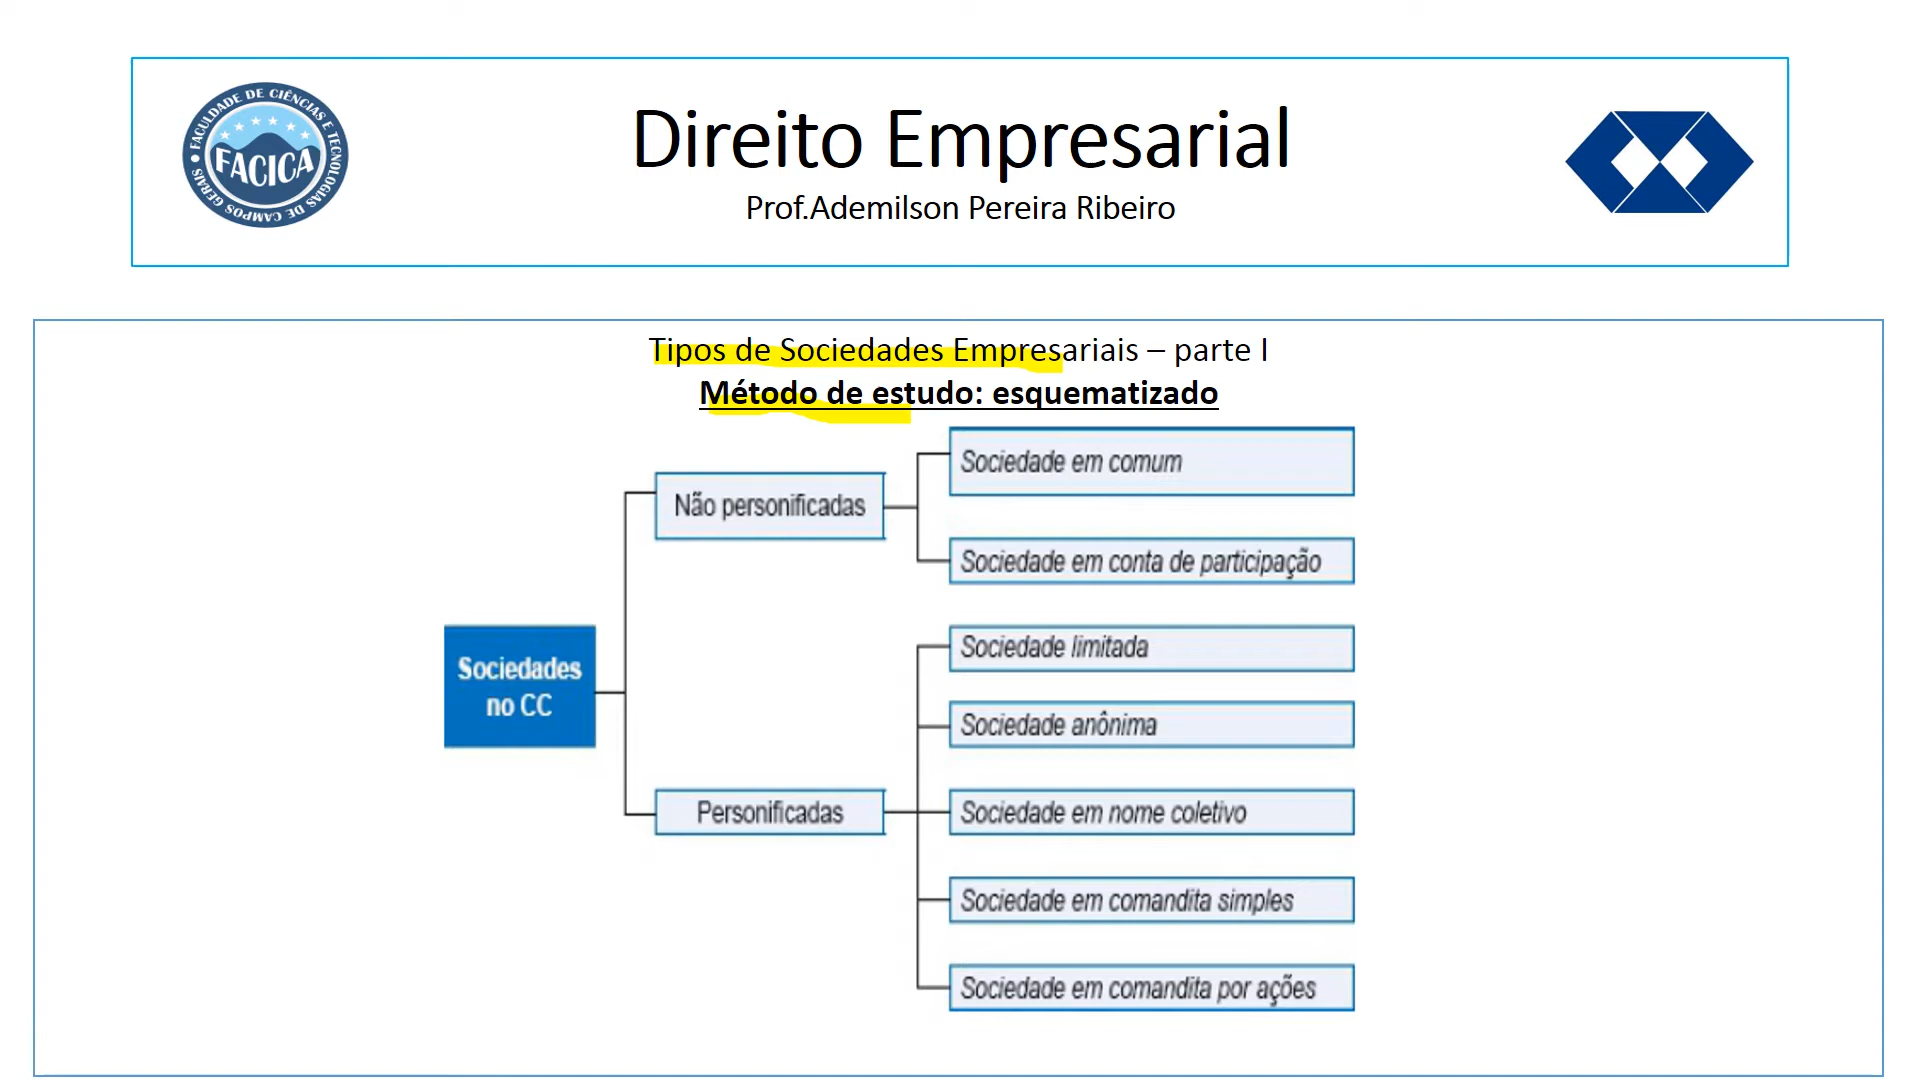 FACULDADE DE CIÊNCIAS E TECNOLOGIAS DE CAMPOS GERAIS
FACICA
Direito Empresarial
Prof.Ademilson Pereira Ribeiro
Tipos de Sociedades Empresariais – parte I
Método de estudo: esquematizado
Sociedades
no CC
Não personificadas
Sociedade em comum
Sociedade em conta de participação
Personificadas
Sociedade limitada
Sociedade anônima
Sociedade em nome coletivo
Sociedade em comandita simples
Sociedade em comandita por ações